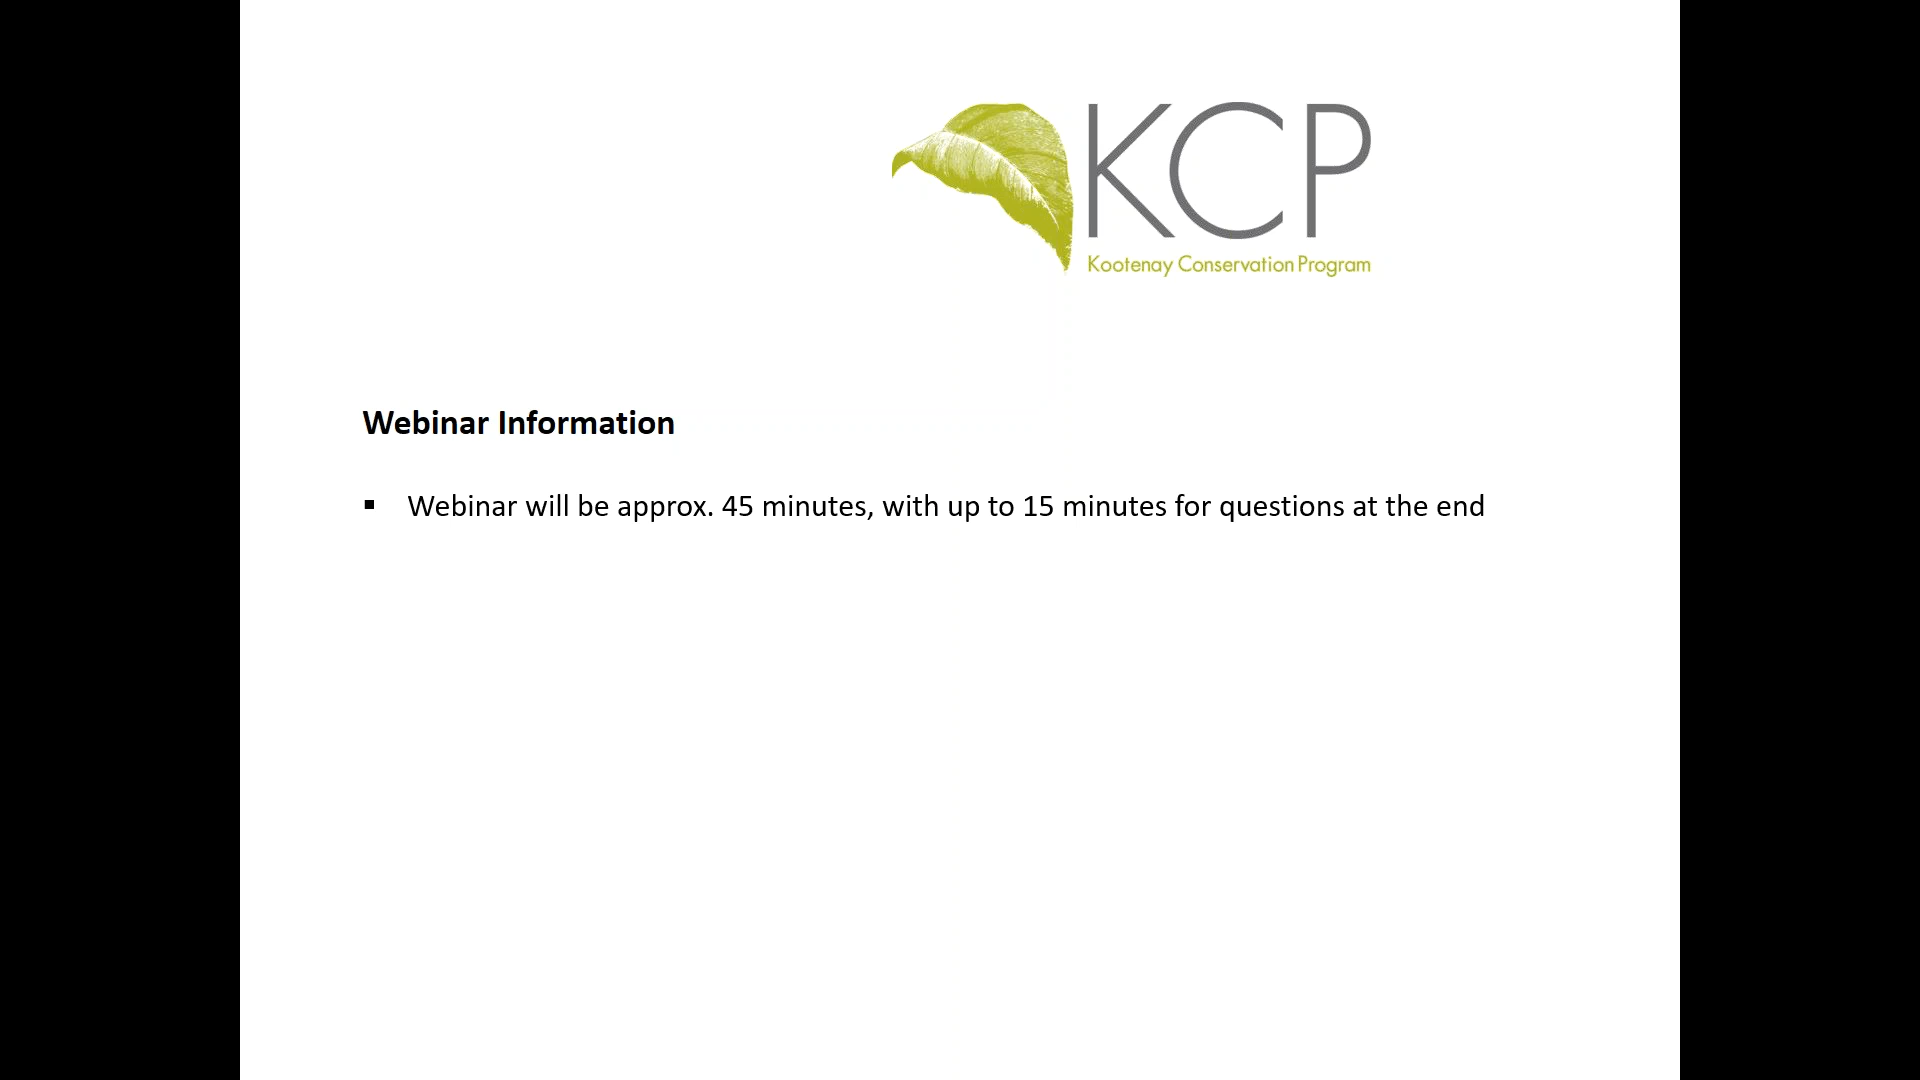 KCP
Kootenay Conservation Program
Webinar Information
▪ Webinar will be approx. 45 minutes, with up to 15 minutes for questions at the end